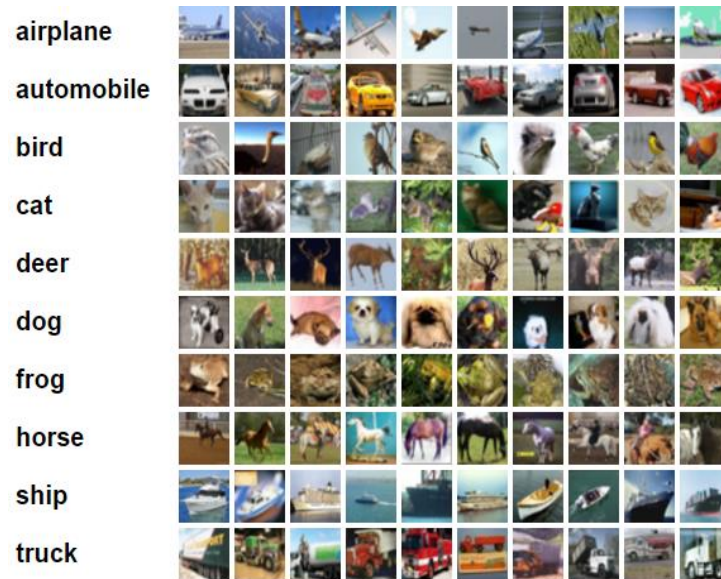 airplane
automobile
bird
cat
deer
dog
frog
horse
ship
truck